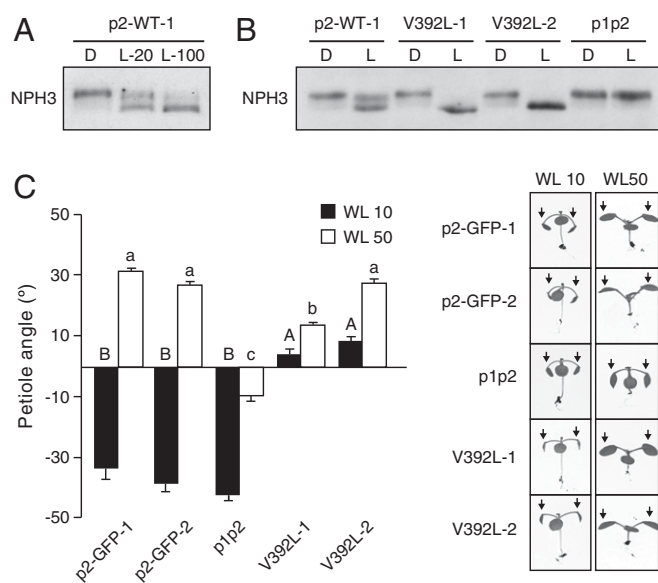 A
p2-WT-1
D L-20 L-100
NPH3
B
p2-WT-1 V392L-1 V392L-2 p1p2
D L D L D L D L
NPH3
C
WL 10
WL 50
50
30
10
-10
-30
-50
Petiole angle (°)
B a B a B c A b A a
p2-GFP-1
p2-GFP-2
p1p2
V392L-1
V392L-2
WL 10 WL50
p2-GFP-1
p2-GFP-2
p1p2
V392L-1
V392L-2